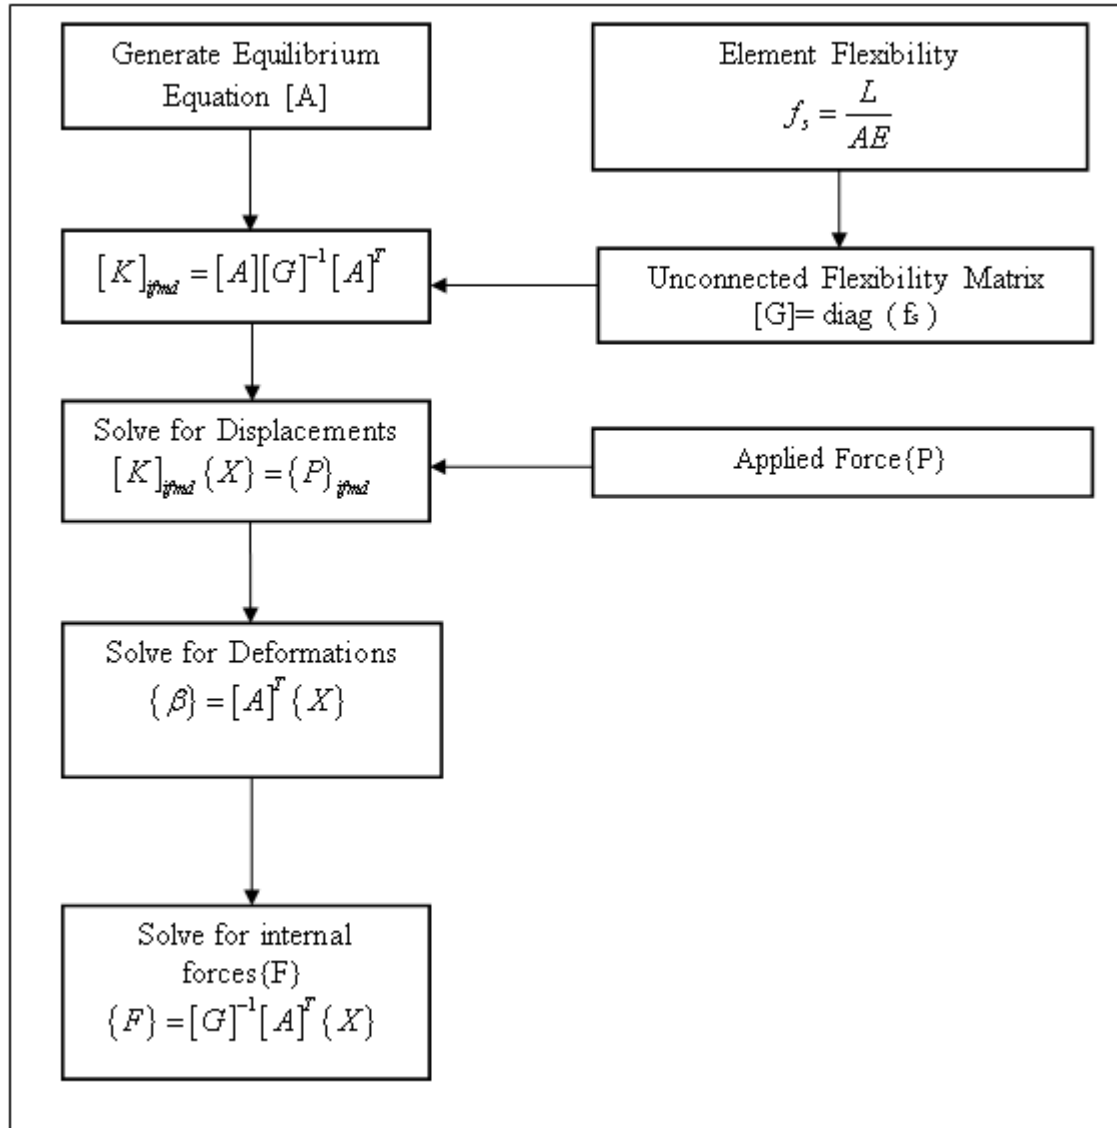 Generate Equilibrium
Equation [A]
Element Flexibility
f_s = L/AE
[K]_ifmd = [A][G]^-1[A]^T
Unconnected Flexibility Matrix
[G]= diag (fs)
Solve for Displacements
[K]_ifmd {X} = {P}_ifmd
Applied Force{P}
Solve for Deformations
{β} = [A]^T {X}
Solve for internal
forces{F}
{F} = [G]^-1 [A]^T {X}